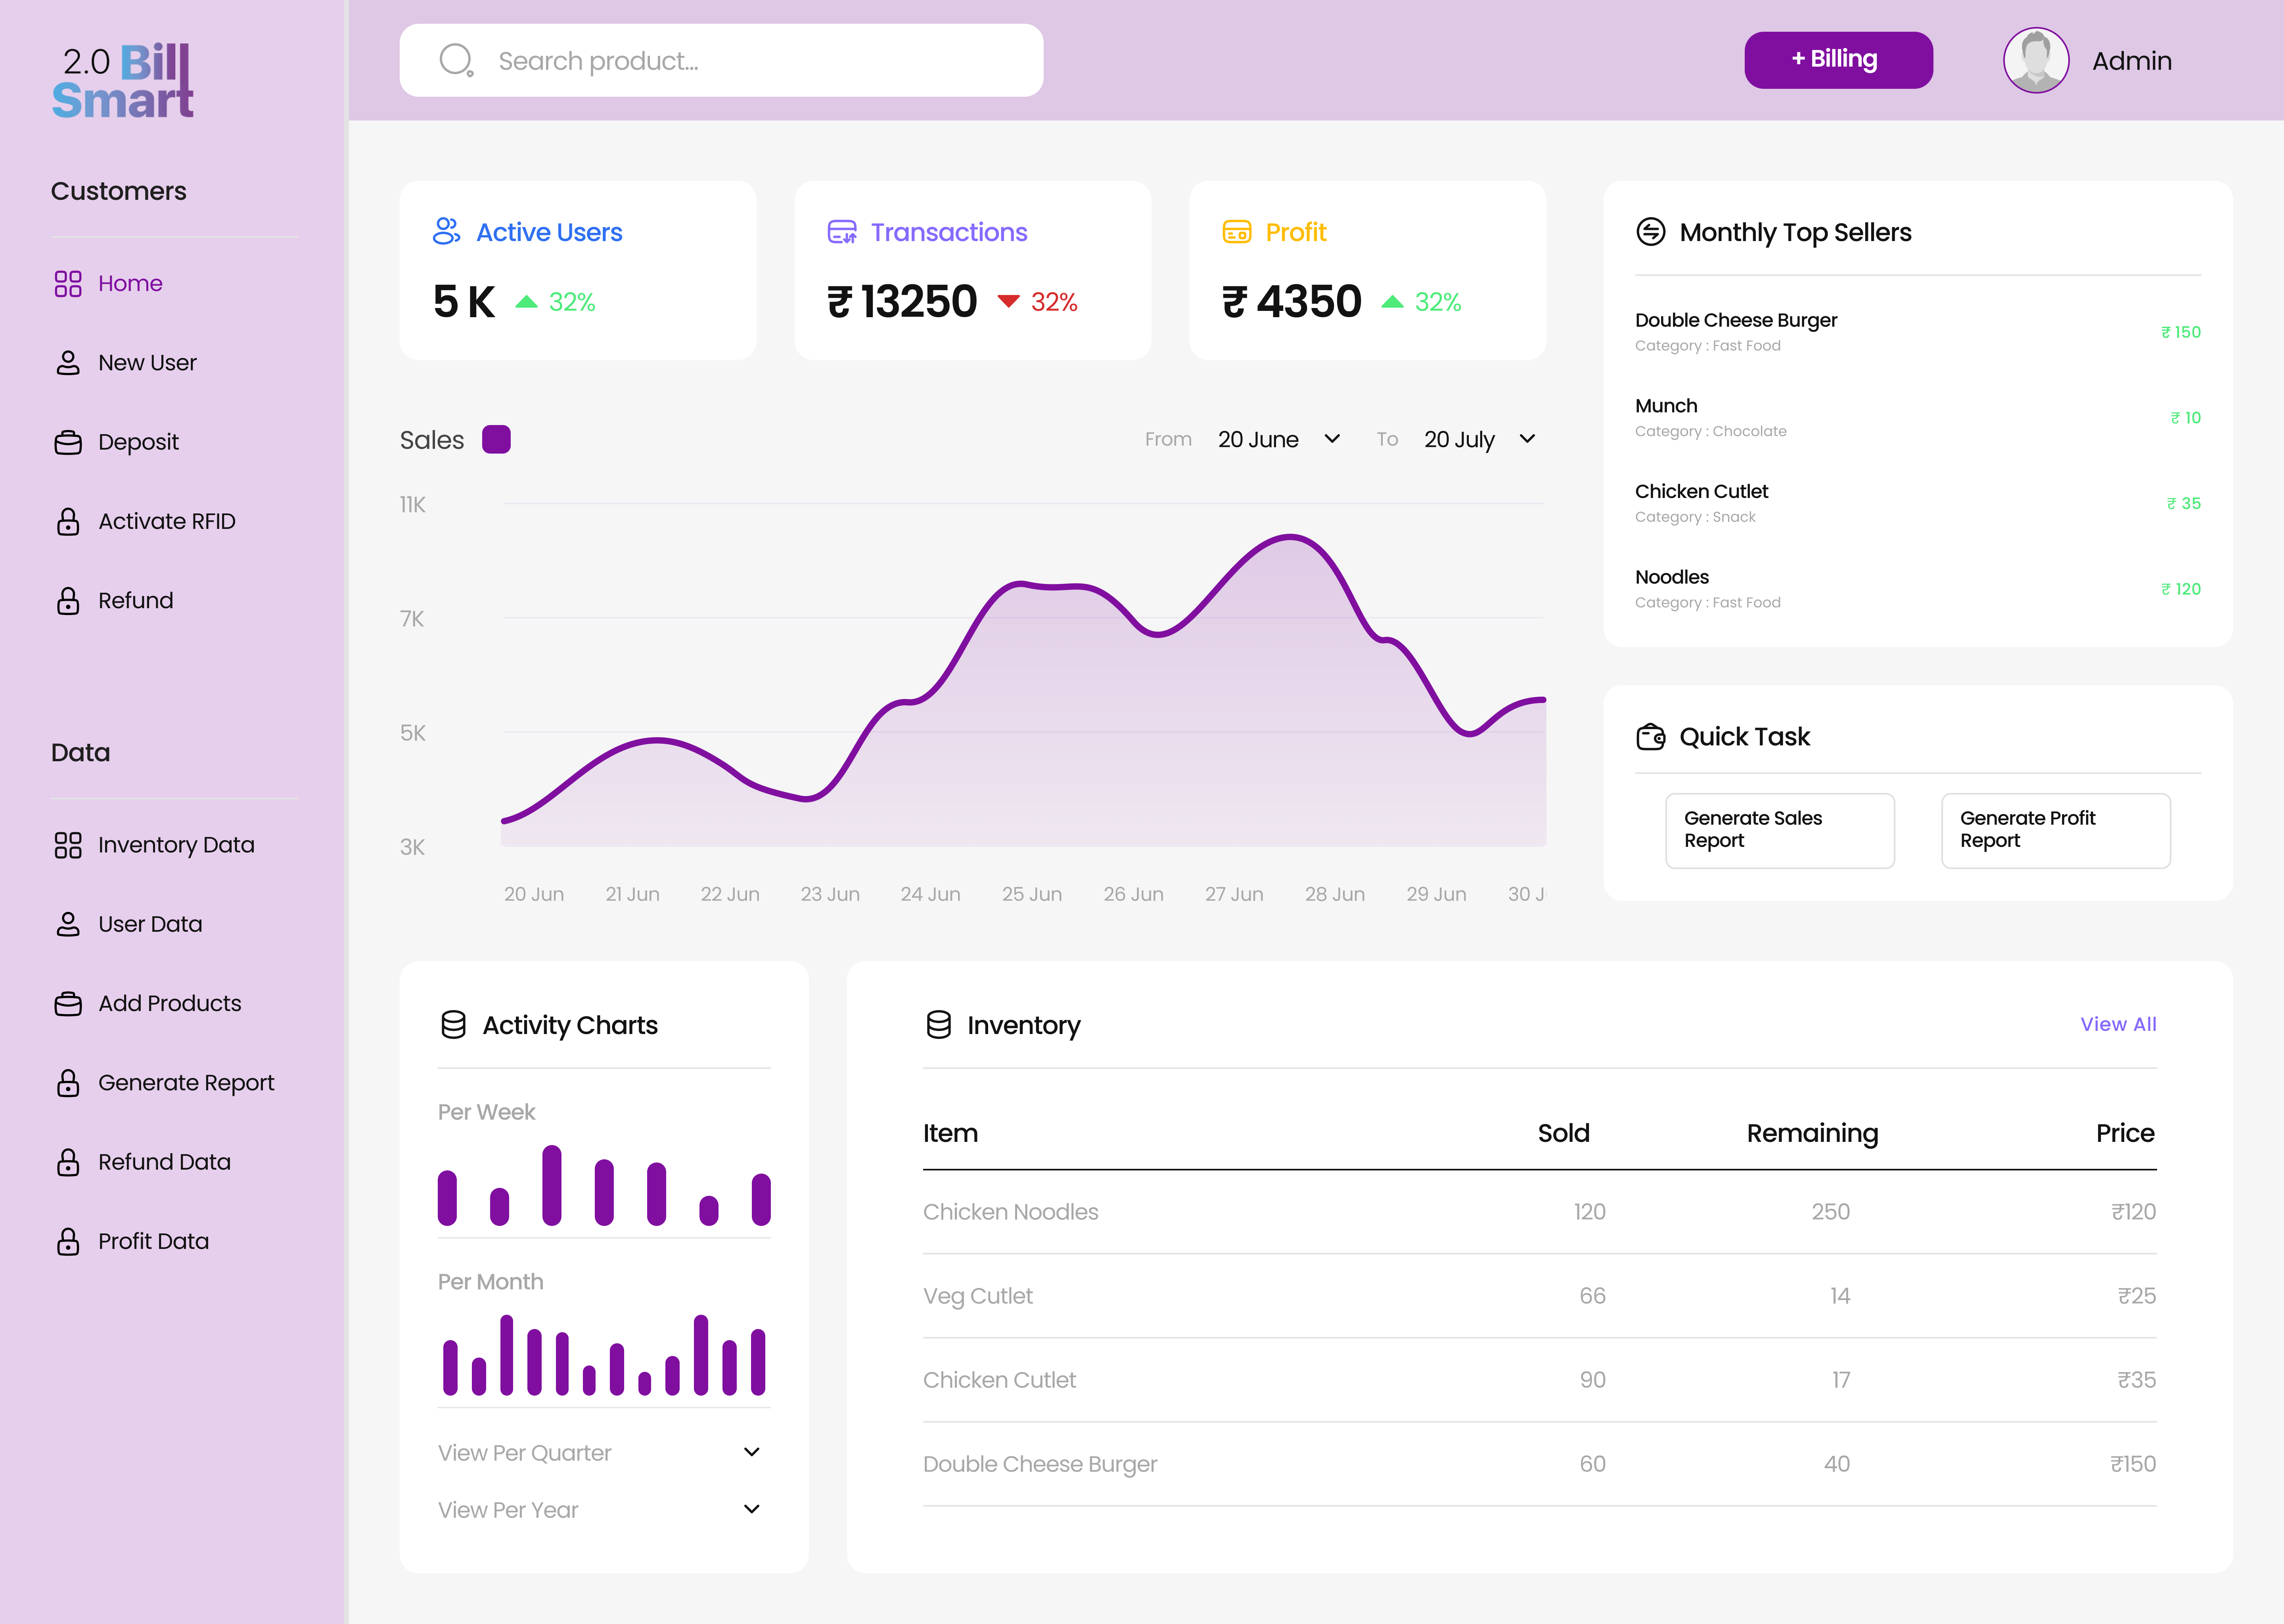 2.0 Bill
Smart
Search product...
+ Billing
Admin
Customers
Home
New User
Deposit
Activate RFID
Refund
Data
Inventory Data
User Data
Add Products
Generate Report
Refund Data
Profit Data
Active Users
5 K 32%
Transactions
₹ 13250 32%
Profit
₹ 4350 32%
Sales
From 20 June To 20 July
11K
7K
5K
3K
20 Jun 21 Jun 22 Jun 23 Jun 24 Jun 25 Jun 26 Jun 27 Jun 28 Jun 29 Jun 30 J
Monthly Top Sellers
Double Cheese Burger
Category : Fast Food
₹ 150
Munch
Category : Chocolate
₹ 10
Chicken Cutlet
Category : Snack
₹ 35
Noodles
Category : Fast Food
₹ 120
Quick Task
Generate Sales
Report
Generate Profit
Report
Activity Charts
Per Week
Per Month
View Per Quarter
View Per Year
Inventory
View All
Item Sold Remaining Price
Chicken Noodles 120 250 ₹120
Veg Cutlet 66 14 ₹25
Chicken Cutlet 90 17 ₹35
Double Cheese Burger 60 40 ₹150